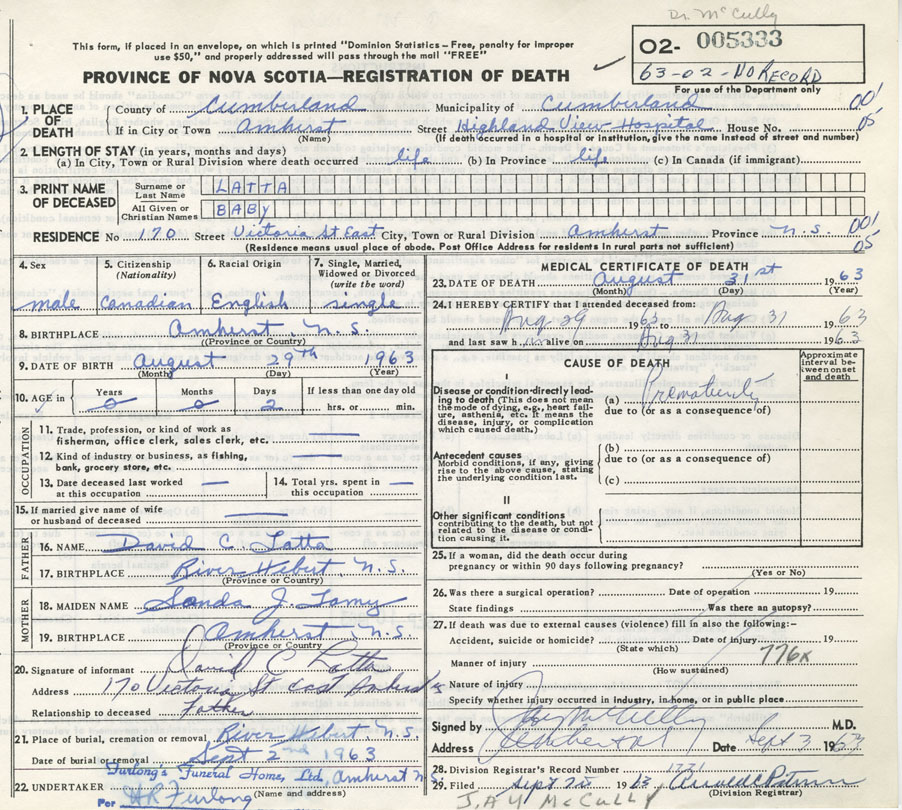 Dr. McCully
This form, if placed in an envelope, on which is printed "Dominion Statistics – Free, penalty for improper
use $50," and properly addressed will pass through the mail "FREE"
02- 005333
63-02-NO RECORD
For use of the Department only
PROVINCE OF NOVA SCOTIA—REGISTRATION OF DEATH
1. PLACE OF DEATH
County of Cumberland Municipality of Cumberland 001
If in City or Town Amherst Street Highland View Hospital House No. 05
(Name) (If death occurred in a hospital or institution, give the name instead of street and number)
2. LENGTH OF STAY (in years, months and days)
(a) In City, Town or Rural Division where death occurred life (b) In Province life (c) In Canada (if immigrant)
3. PRINT NAME OF DECEASED
Surname or Last Name LATTA
All Given or Christian Names BABY
RESIDENCE No 170 Street Victoria St East City, Town or Rural Division Amherst Province N.S. 001
(Residence means usual place of abode. Post Office Address for residents in rural parts not sufficient) 05
4. Sex male
5. Citizenship (Nationality) Canadian
6. Racial Origin English
7. Single, Married, Widowed or Divorced (write the word) single
8. BIRTHPLACE Amherst N.S.
(Province or Country)
9. DATE OF BIRTH August 29th 1963
(Month) (Day) (Year)
10. AGE in Years 0 Months 0 Days 2 If less than one day old hrs. or min.
OCCUPATION
11. Trade, profession, or kind of work as
fisherman, office clerk, sales clerk, etc. —
12. Kind of industry or business, as fishing,
bank, grocery store, etc. —
13. Date deceased last worked at this occupation —
14. Total yrs. spent in this occupation —
15. If married give name of wife
or husband of deceased —
FATHER
16. NAME David C Latta
17. BIRTHPLACE River Hebert, N.S.
(Province or Country)
MOTHER
18. MAIDEN NAME J.
19. BIRTHPLACE Amherst, N.S.
(Province or Country)
20. Signature of informant David C Latta
Address 170 Victoria St East Amherst
Relationship to deceased Father
21. Place of burial, cremation or removal River Hebert N.S.
Date of burial or removal Sept 2nd 1963
Furlong's Funeral Home, Ltd, Amherst N.S.
22. UNDERTAKER (Name and address)
Per H R Furlong
MEDICAL CERTIFICATE OF DEATH
23. DATE OF DEATH August 31st 1963
(Month) (Day) (Year)
24. I HEREBY CERTIFY that I attended deceased from:
Aug 29 1963 to Aug 31 1963
and last saw h im alive on Aug 31 1963
CAUSE OF DEATH
Approximate interval between onset and death
I
Disease or condition-directly leading to death (This does not mean the mode of dying, e.g., heart failure, asthenia, etc. It means the disease, injury, or complication which caused death.)
(a) Prematurity
due to (or as a consequence of)
Antecedent causes
Morbid conditions, if any, giving rise to the above cause, stating the underlying condition last.
(b)
due to (or as a consequence of)
(c)
II
Other significant conditions
contributing to the death, but not related to the disease or condition causing it.
25. If a woman, did the death occur during
pregnancy or within 90 days following pregnancy?
(Yes or No)
26. Was there a surgical operation? Date of operation 19
State findings Was there an autopsy?
27. If death was due to external causes (violence) fill in also the following:–
Accident, suicide or homicide? Date of injury 19
(State which) 776x
Manner of injury
(How sustained)
Nature of injury
Specify whether injury occurred in industry, in home, or in public place
Signed by Jay McCully M.D.
Address Date Sept 3 1963
28. Division Registrar's Record Number
29. Filed Sept 20 1963
(Division Registrar)
JAY McCULLY